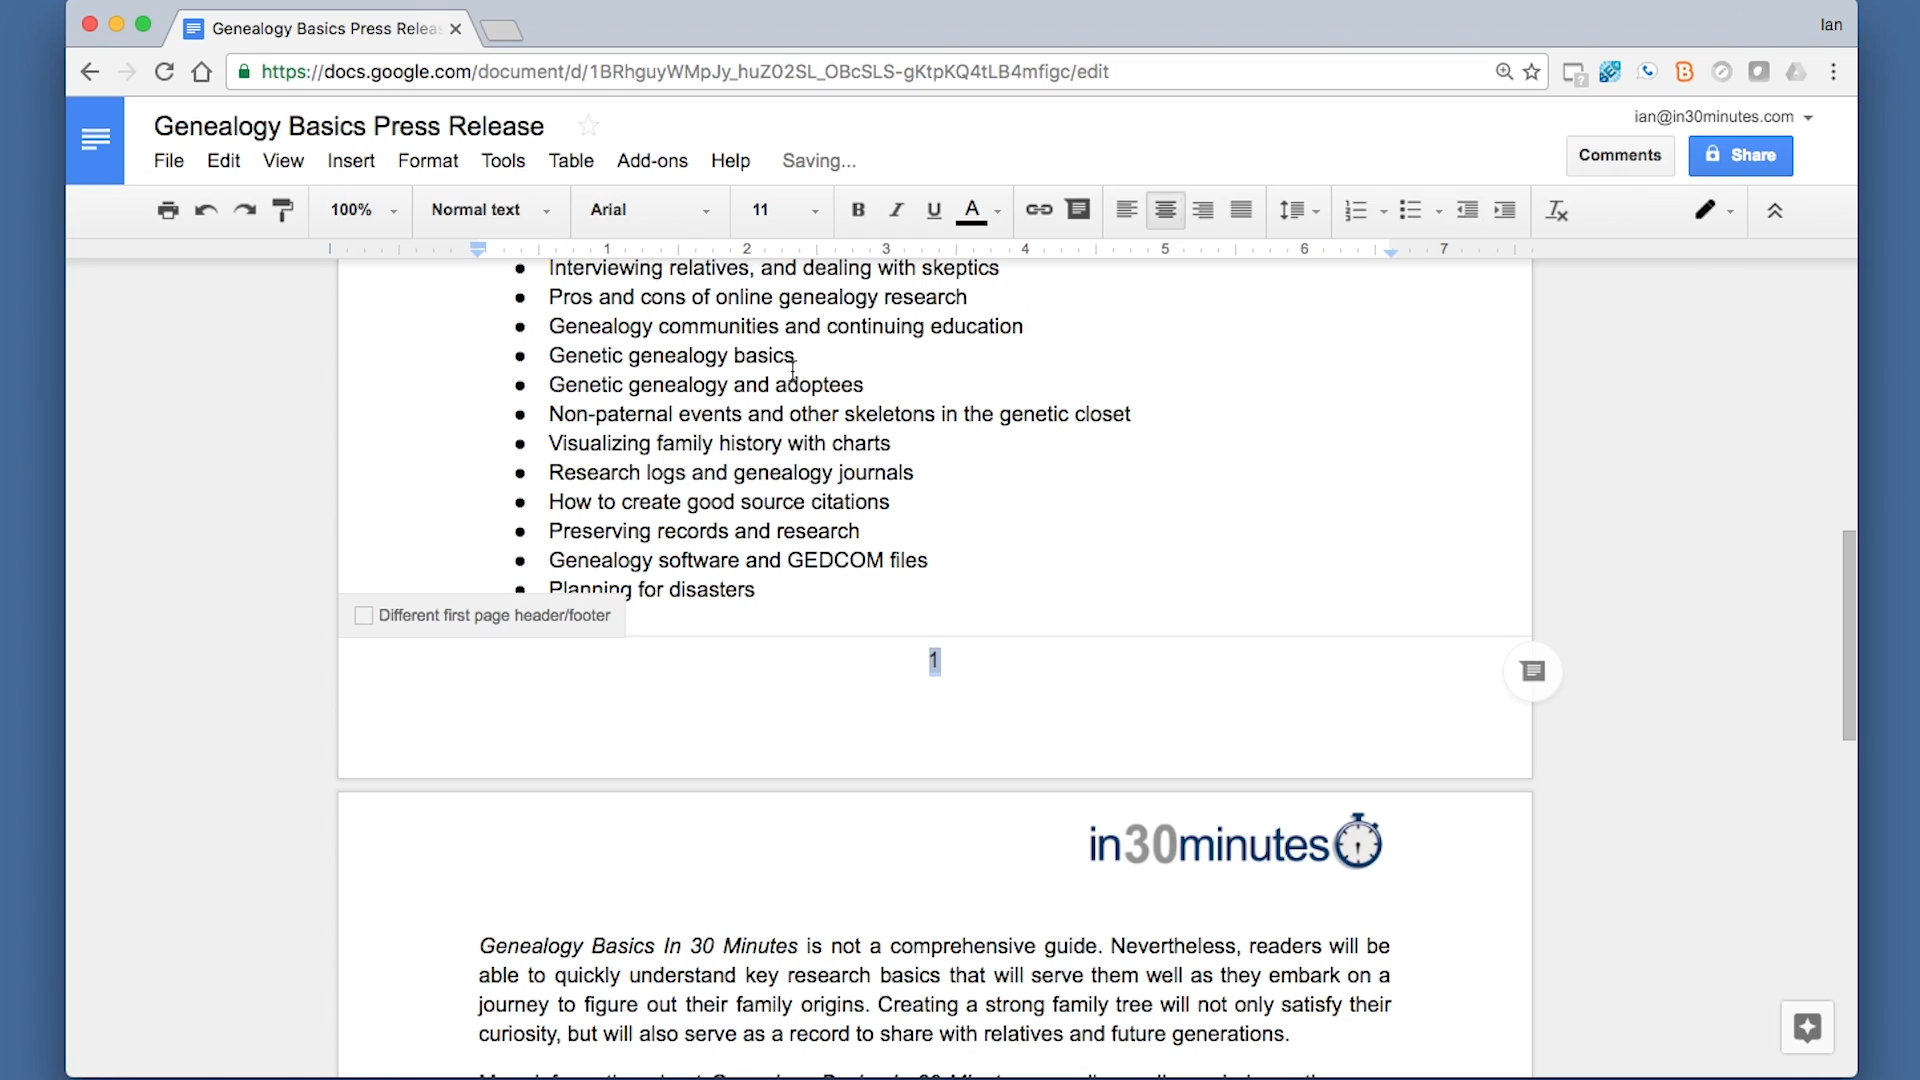 Genealogy Basics Press Relea
Ian
https://docs.google.com/document/d/1BRhguyWMpJy_huZ02SL_OBcSLS-gKtpKQ4tLB4mfigc/edit
Genealogy Basics Press Release
ian@in30minutes.com
File Edit View Insert Format Tools Table Add-ons Help Saving...
Comments Share
100% Normal text Arial 11 B I U A
1 2 3 4 5 6 7
● Interviewing relatives, and dealing with skeptics
● Pros and cons of online genealogy research
● Genealogy communities and continuing education
● Genetic genealogy basics
● Genetic genealogy and adoptees
● Non-paternal events and other skeletons in the genetic closet
● Visualizing family history with charts
● Research logs and genealogy journals
● How to create good source citations
● Preserving records and research
● Genealogy software and GEDCOM files
● Planning for disasters
Different first page header/footer
1
in30minutes
Genealogy Basics In 30 Minutes is not a comprehensive guide. Nevertheless, readers will be
able to quickly understand key research basics that will serve them well as they embark on a
journey to figure out their family origins. Creating a strong family tree will not only satisfy their
curiosity, but will also serve as a record to share with relatives and future generations.